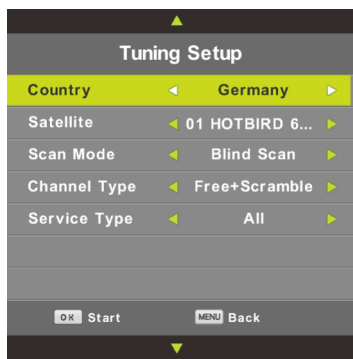 Tuning Setup
Country Germany
Satellite 01 HOTBIRD 6...
Scan Mode Blind Scan
Channel Type Free+Scramble
Service Type All
OK Start MENU Back